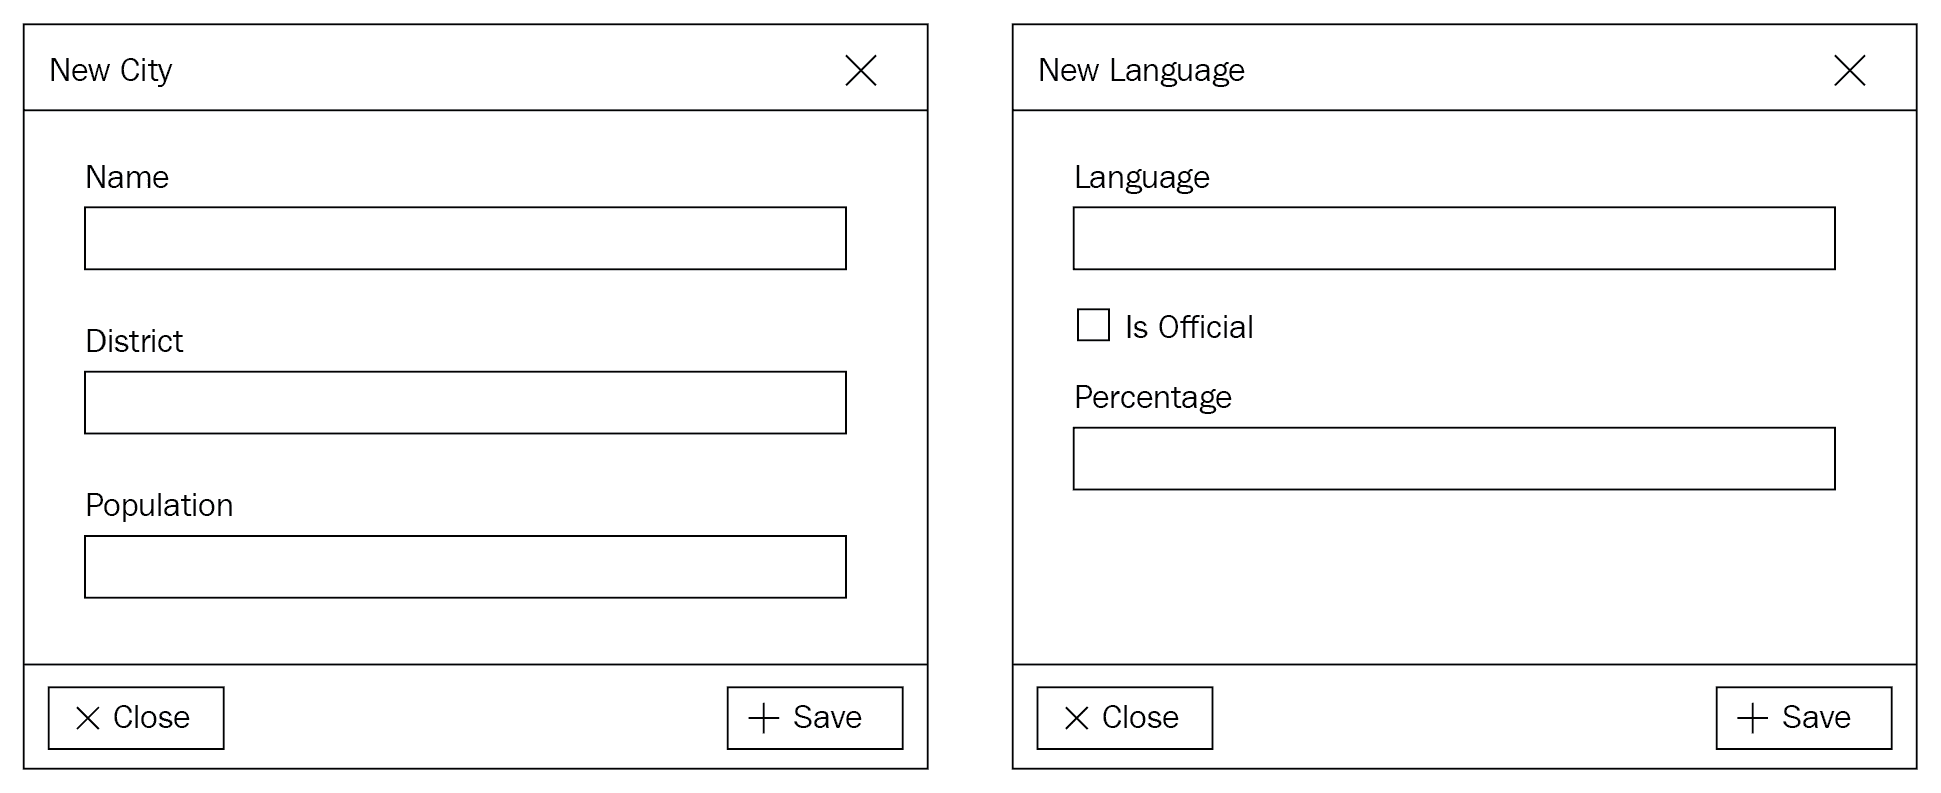 New City
Name
District
Population
Close
Save
New Language
Language
Is Official
Percentage
Close
Save